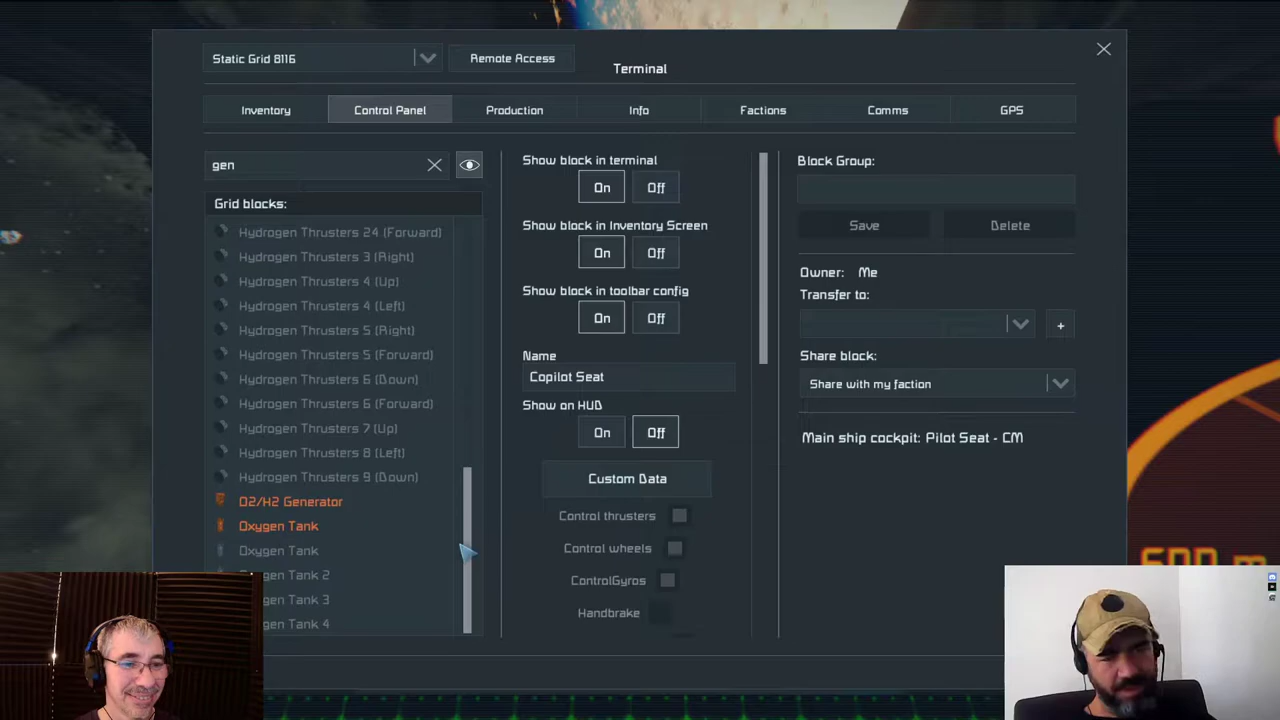 Static Grid 8116
Remote Access
Terminal
Inventory
Control Panel
Production
Info
Factions
Comms
GPS
gen
Grid blocks:
Hydrogen Thrusters 24 (Forward)
Hydrogen Thrusters 3 (Right)
Hydrogen Thrusters 4 (Up)
Hydrogen Thrusters 4 (Left)
Hydrogen Thrusters 5 (Right)
Hydrogen Thrusters 5 (Forward)
Hydrogen Thrusters 6 (Down)
Hydrogen Thrusters 6 (Forward)
Hydrogen Thrusters 7 (Up)
Hydrogen Thrusters 8 (Left)
Hydrogen Thrusters 9 (Down)
O2/H2 Generator
Oxygen Tank
Oxygen Tank
Oxygen Tank 2
gen Tank 3
gen Tank 4
Show block in terminal
On Off
Show block in Inventory Screen
On Off
Show block in toolbar config
On Off
Name
Copilot Seat
Show on HUD
On Off
Custom Data
Control thrusters
Control wheels
ControlGyros
Handbrake
Block Group:
Save Delete
Owner: Me
Transfer to:
+
Share block:
Share with my faction
Main ship cockpit: Pilot Seat - CM
600 m